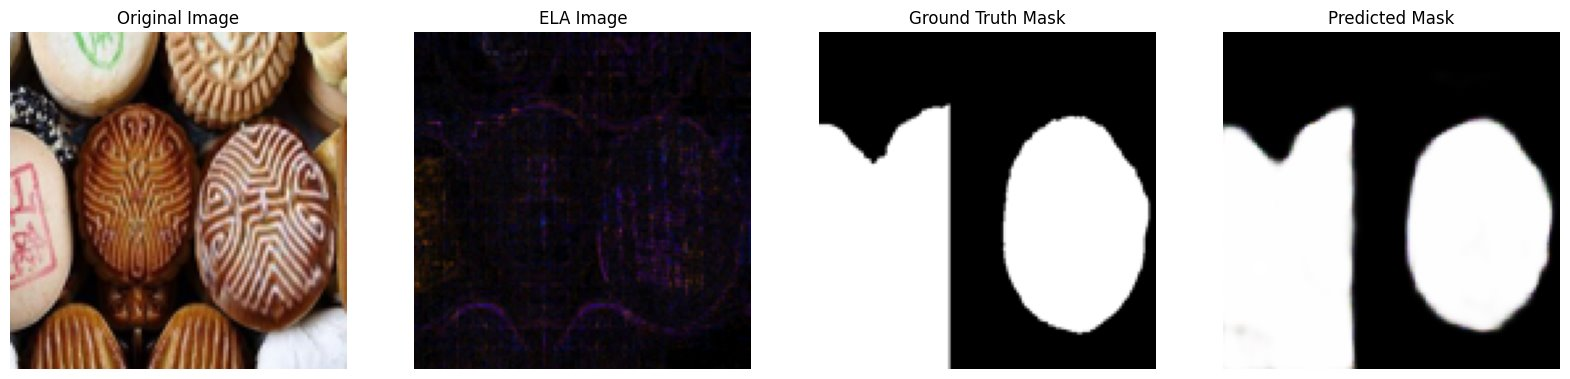 Original Image
ELA Image
Ground Truth Mask
Predicted Mask